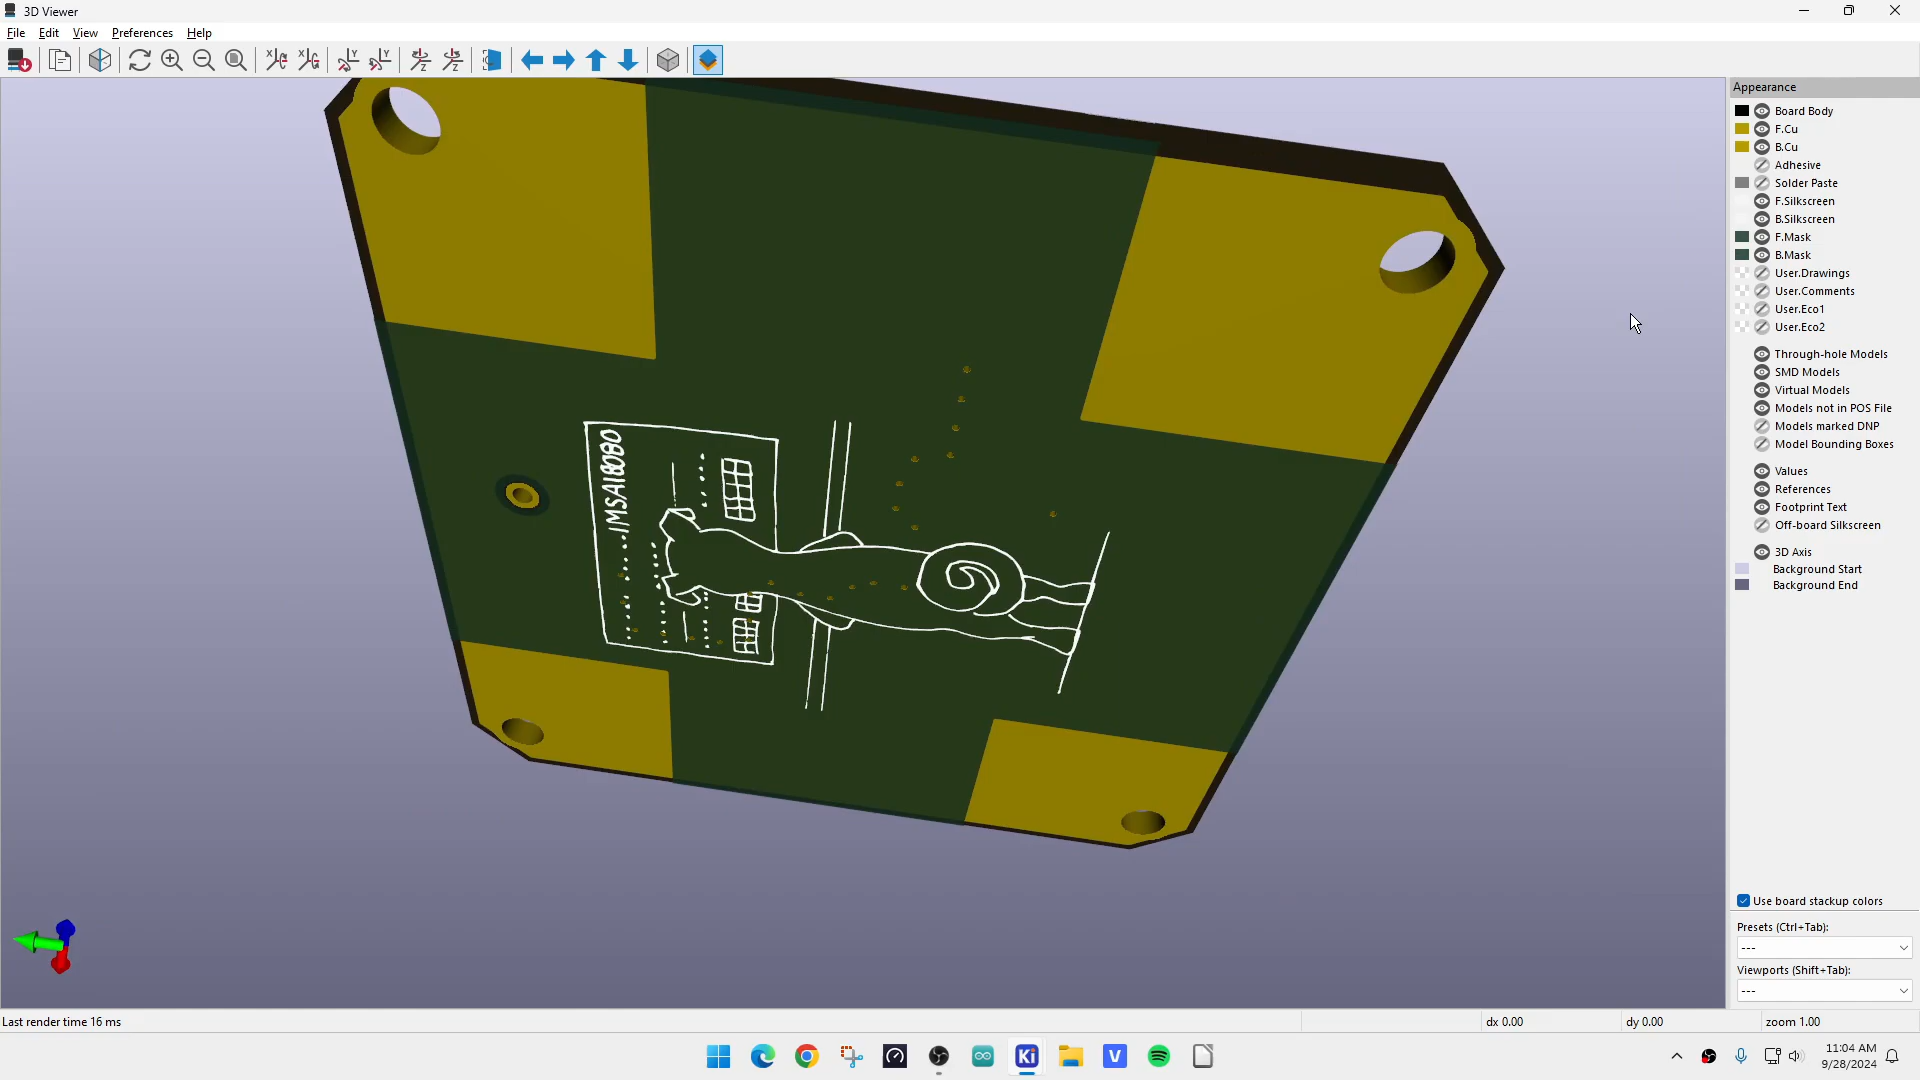 3D Viewer
File Edit View Preferences Help
Appearance
Board Body
F.Cu
B.Cu
Adhesive
Solder Paste
F.Silkscreen
B.Silkscreen
F.Mask
B.Mask
User.Drawings
User.Comments
User.Eco1
User.Eco2
Through-hole Models
SMD Models
Virtual Models
Models not in POS File
Models marked DNP
Model Bounding Boxes
Values
References
Footprint Text
Off-board Silkscreen
3D Axis
Background Start
Background End
IMSAI8080
Use board stackup colors
Presets (Ctrl+Tab):
---
Viewports (Shift+Tab):
---
Last render time 16 ms
dx 0.00
dy 0.00
zoom 1.00
Ki
V
11:04 AM
9/28/2024